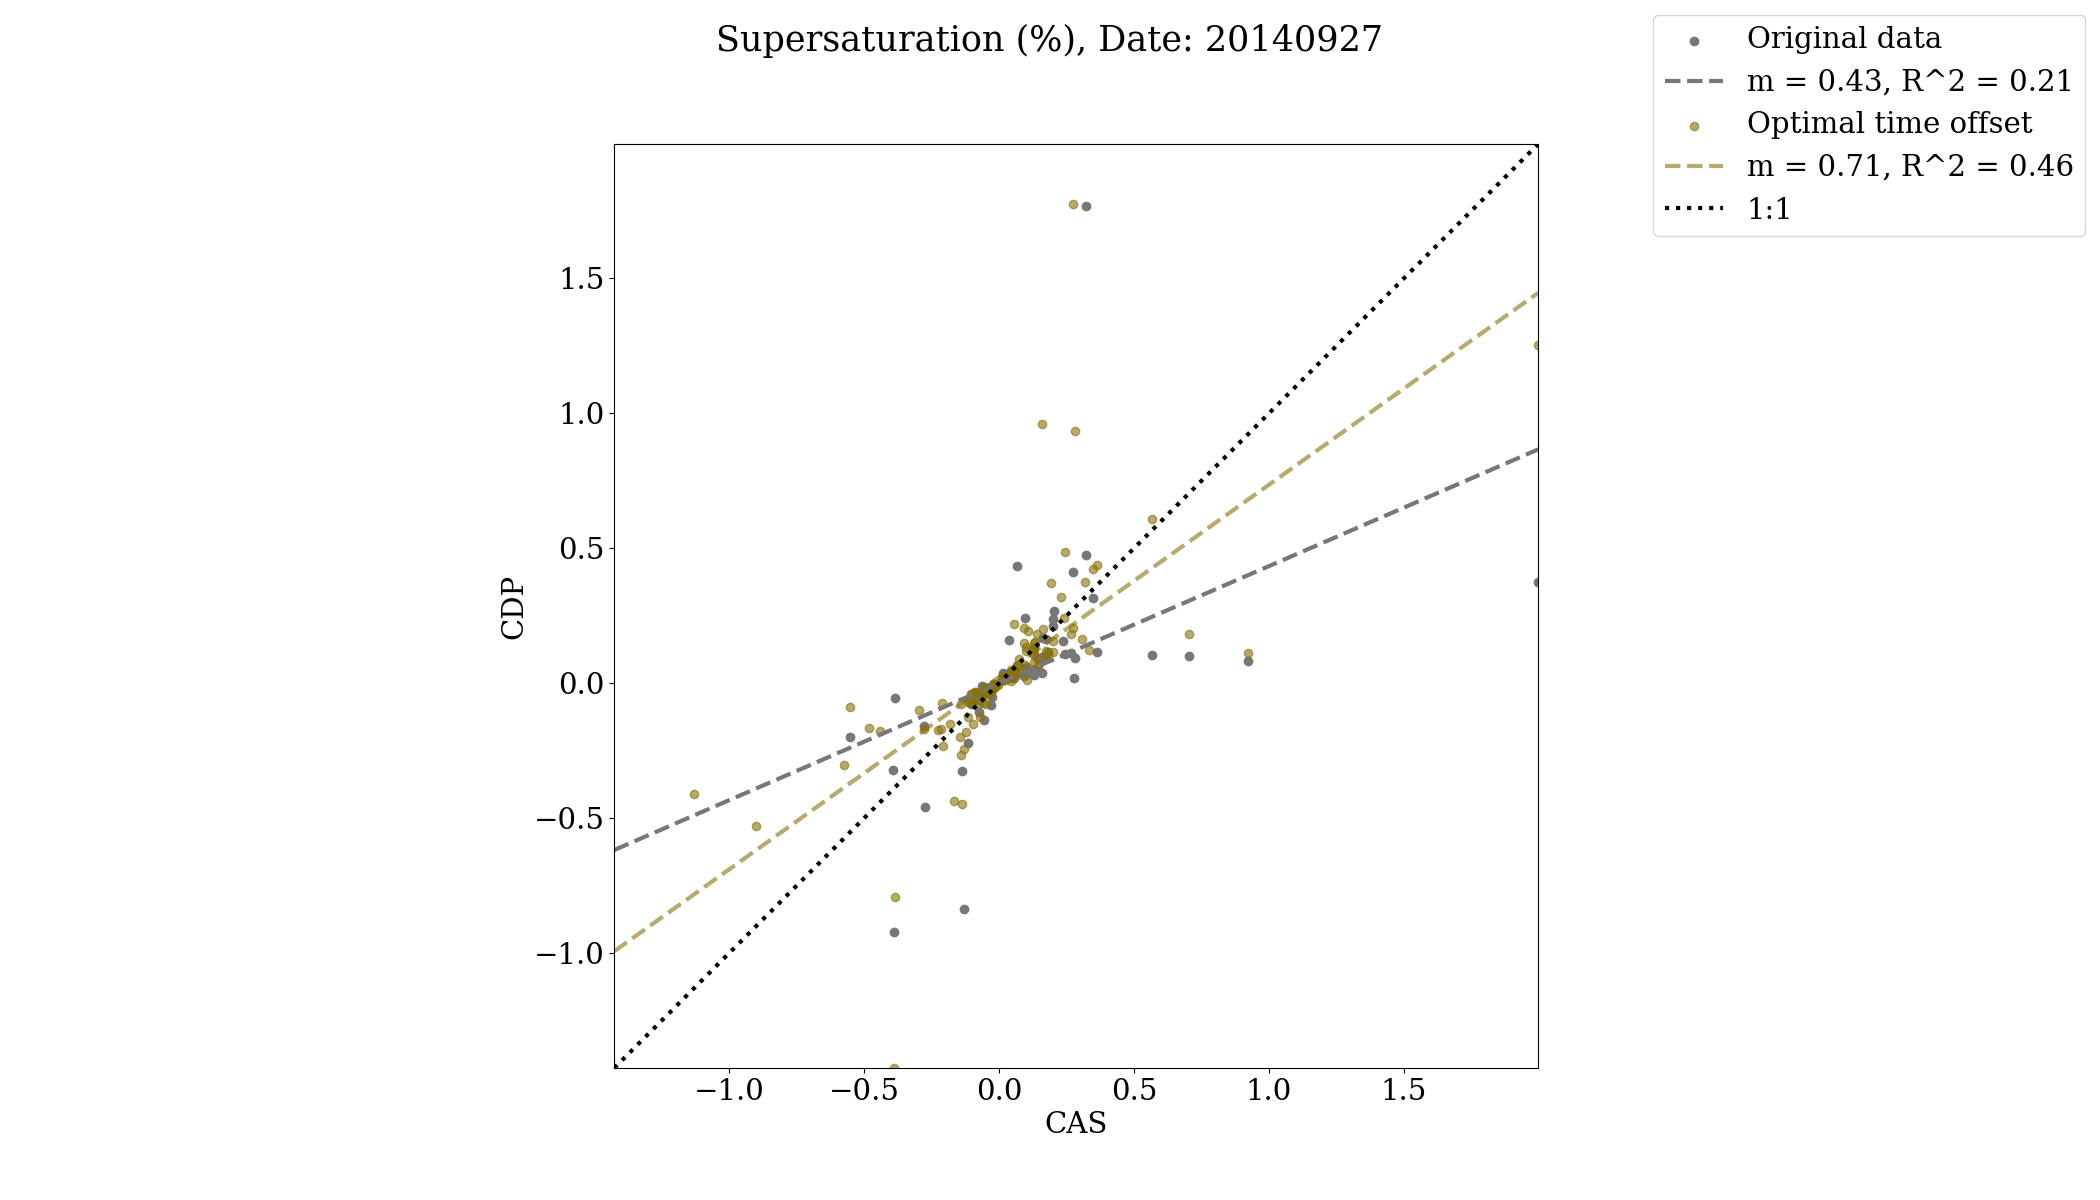 Supersaturation (%), Date: 20140927
Original data
m = 0.43, R^2 = 0.21
Optimal time offset
m = 0.71, R^2 = 0.46
1:1
1.5
1.0
0.5
0.0
−0.5
−1.0
CDP
−1.0 −0.5 0.0 0.5 1.0 1.5
CAS